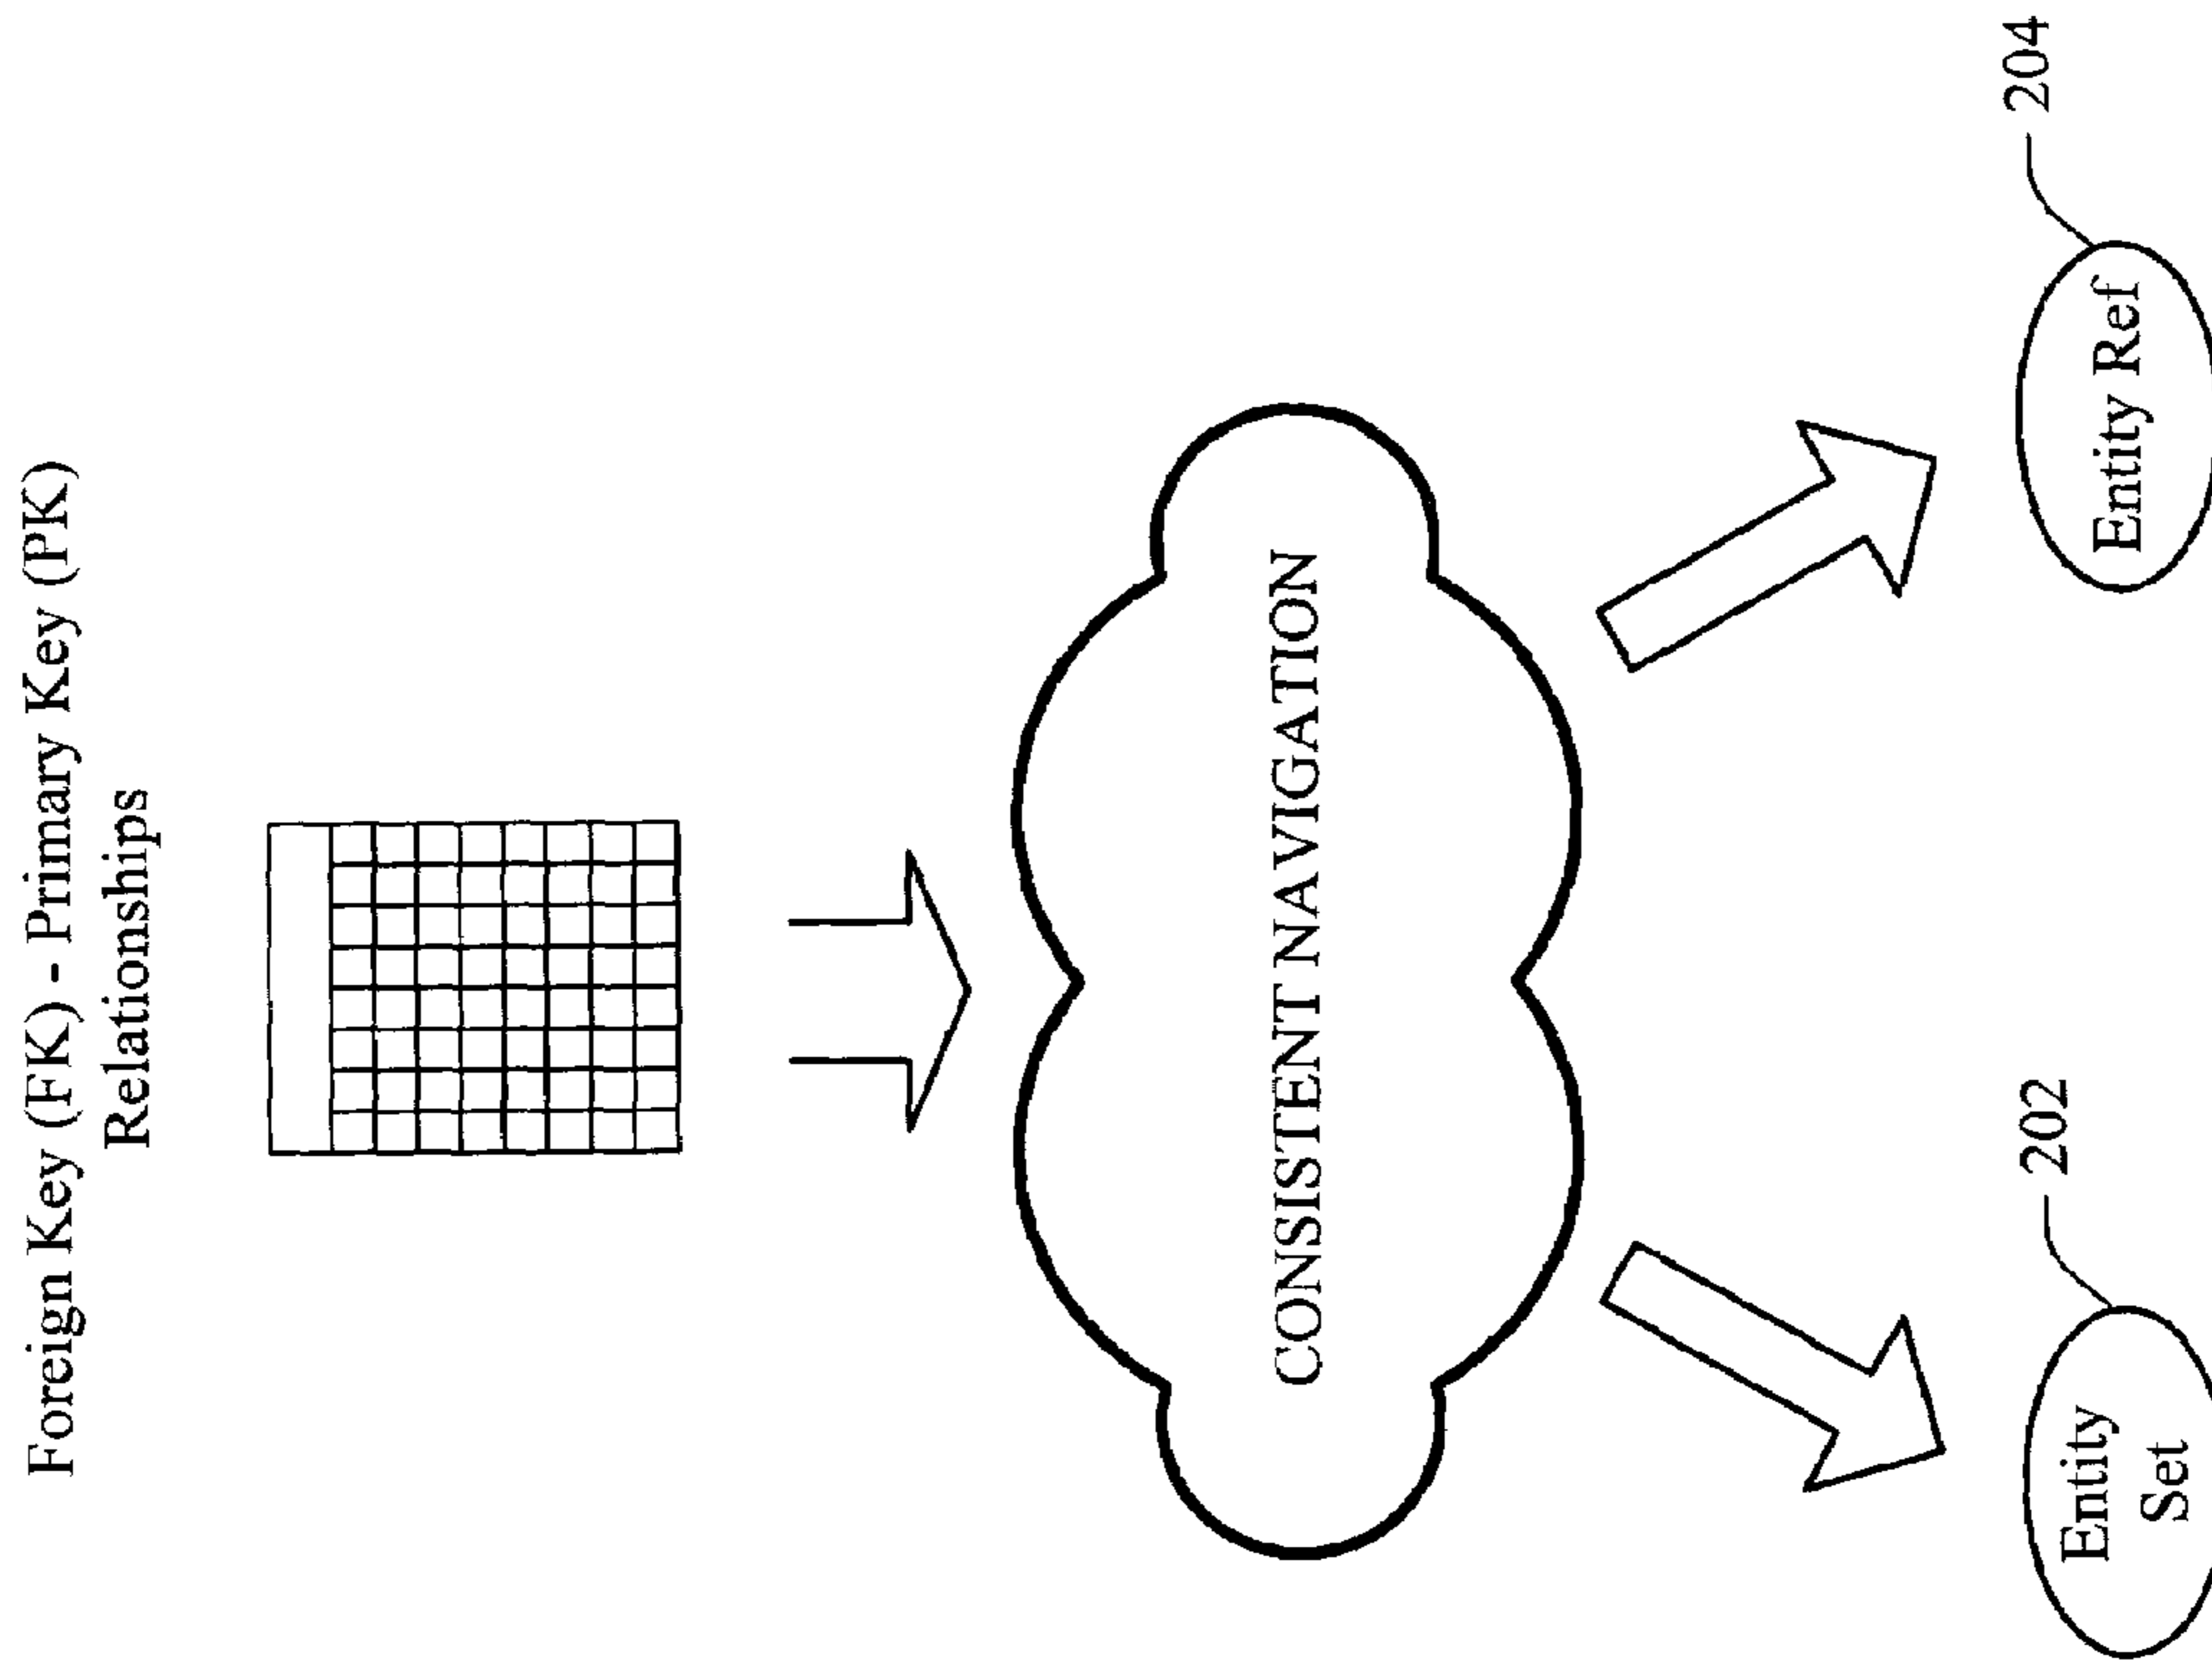 Foreign Key (FK) - Primary Key (PK)
Relationships
CONSISTENT NAVIGATION
202
204
Entity
Set
Entity Ref